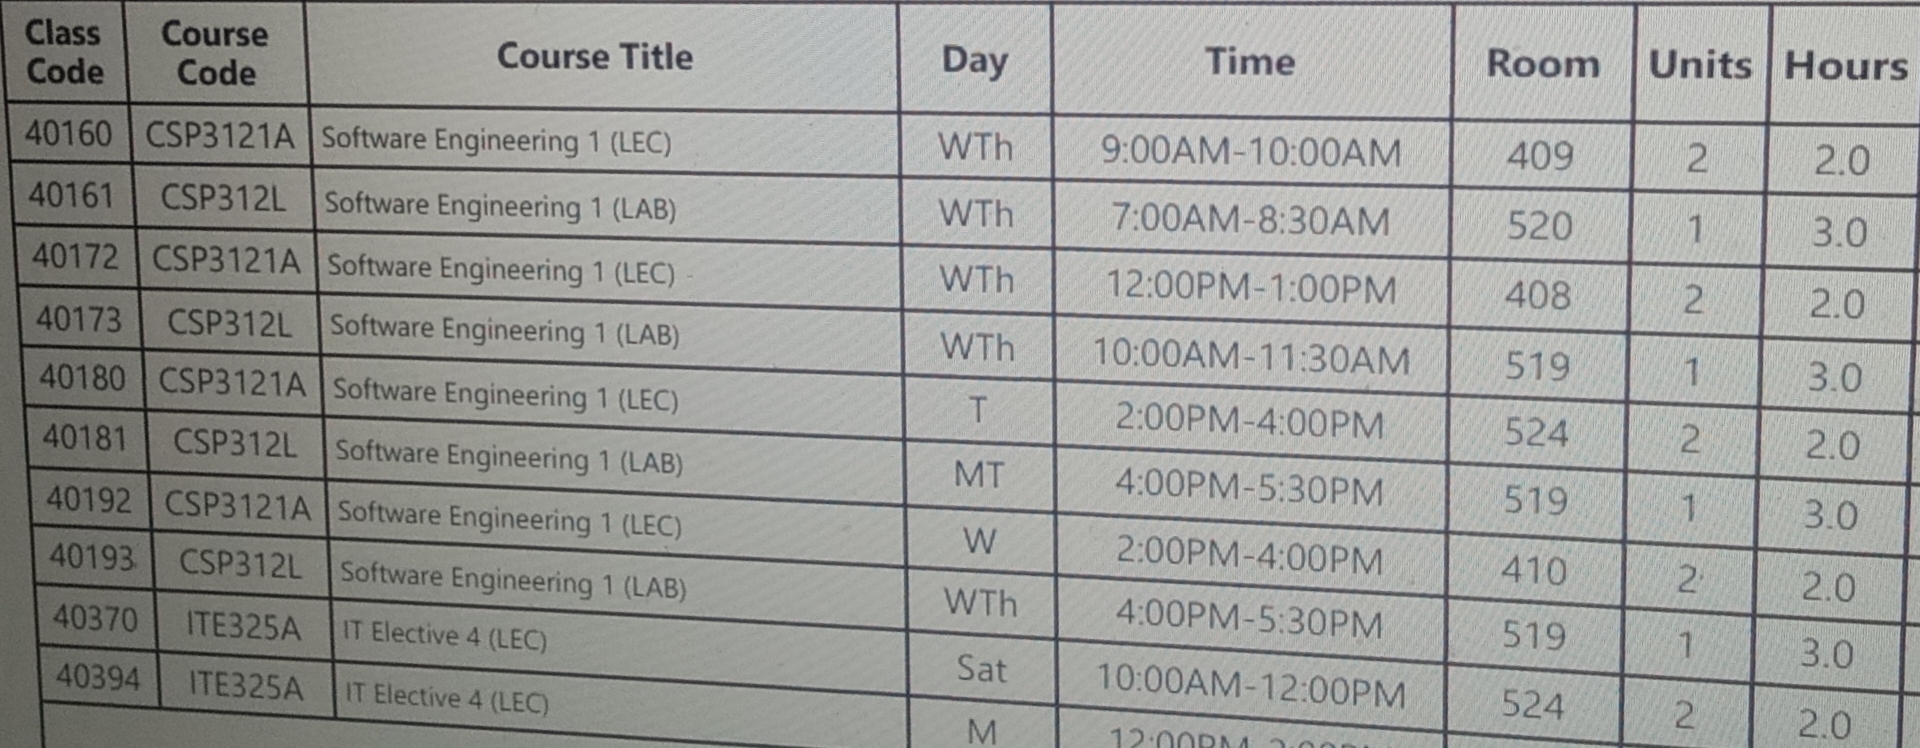 Class Code Course Code Course Title Day Time Room Units Hours
40160 CSP3121A Software Engineering 1 (LEC) WTh 9:00AM-10:00AM 409 2 2.0
40161 CSP312L Software Engineering 1 (LAB) WTh 7:00AM-8:30AM 520 1 3.0
40172 CSP3121A Software Engineering 1 (LEC) WTh 12:00PM-1:00PM 408 2 2.0
40173 CSP312L Software Engineering 1 (LAB) WTh 10:00AM-11:30AM 519 1 3.0
40180 CSP3121A Software Engineering 1 (LEC) T 2:00PM-4:00PM 524 2 2.0
40181 CSP312L Software Engineering 1 (LAB) MT 4:00PM-5:30PM 519 1 3.0
40192 CSP3121A Software Engineering 1 (LEC) W 2:00PM-4:00PM 410 2 2.0
40193 CSP312L Software Engineering 1 (LAB) WTh 4:00PM-5:30PM 519 1 3.0
40370 ITE325A IT Elective 4 (LEC) Sat 10:00AM-12:00PM 524 2 2.0
40394 ITE325A IT Elective 4 (LEC) M